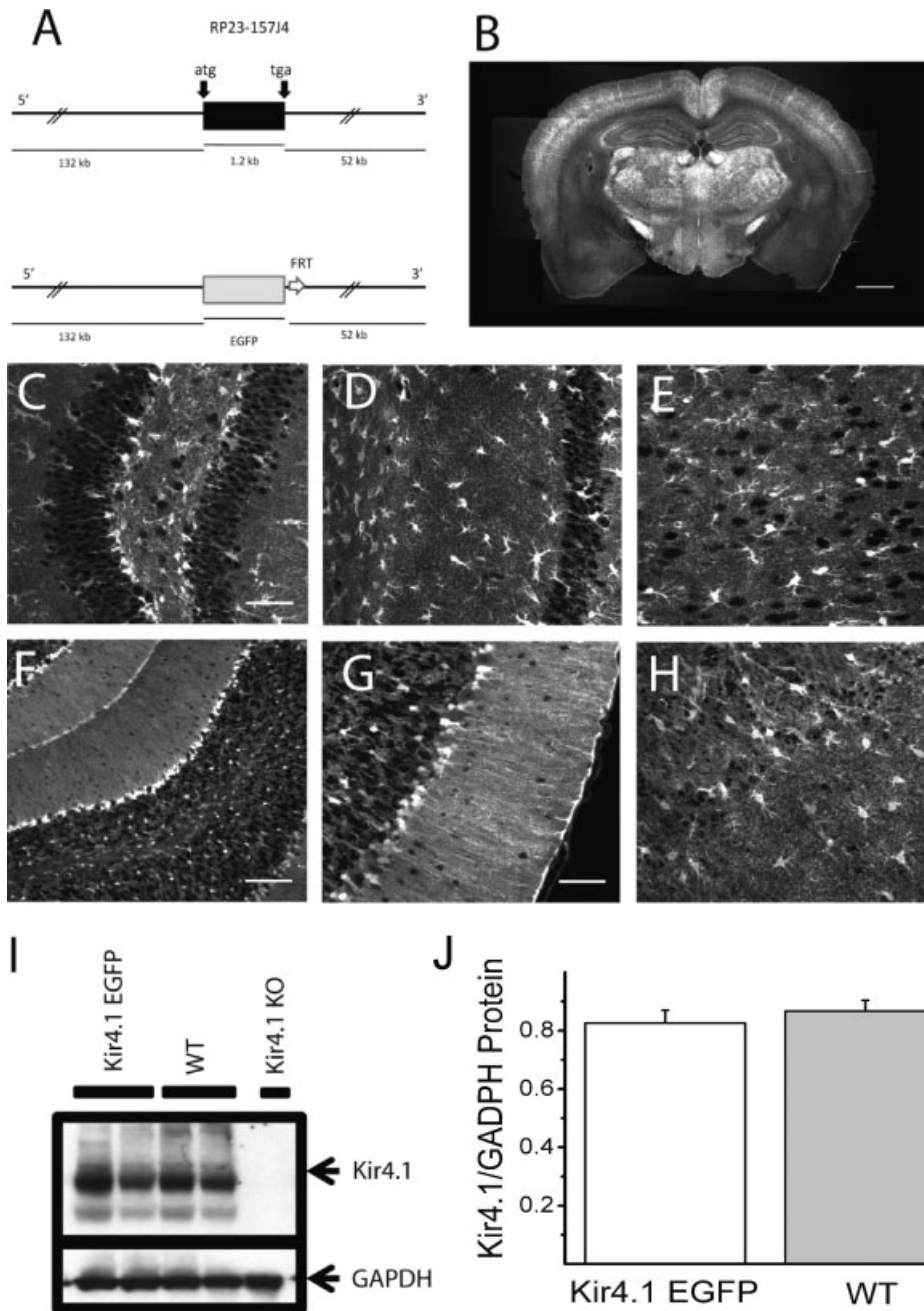 A
RP23-157J4
atg
tga
5'
3'
132 kb
1.2 kb
52 kb
FRT
5'
3'
132 kb
EGFP
52 kb
B
C
D
E
F
G
H
I
Kir4.1 EGFP
WT
Kir4.1 KO
Kir4.1
GAPDH
J
Kir4.1/GADPH Protein
0.8
0.6
0.4
0.2
Kir4.1 EGFP
WT